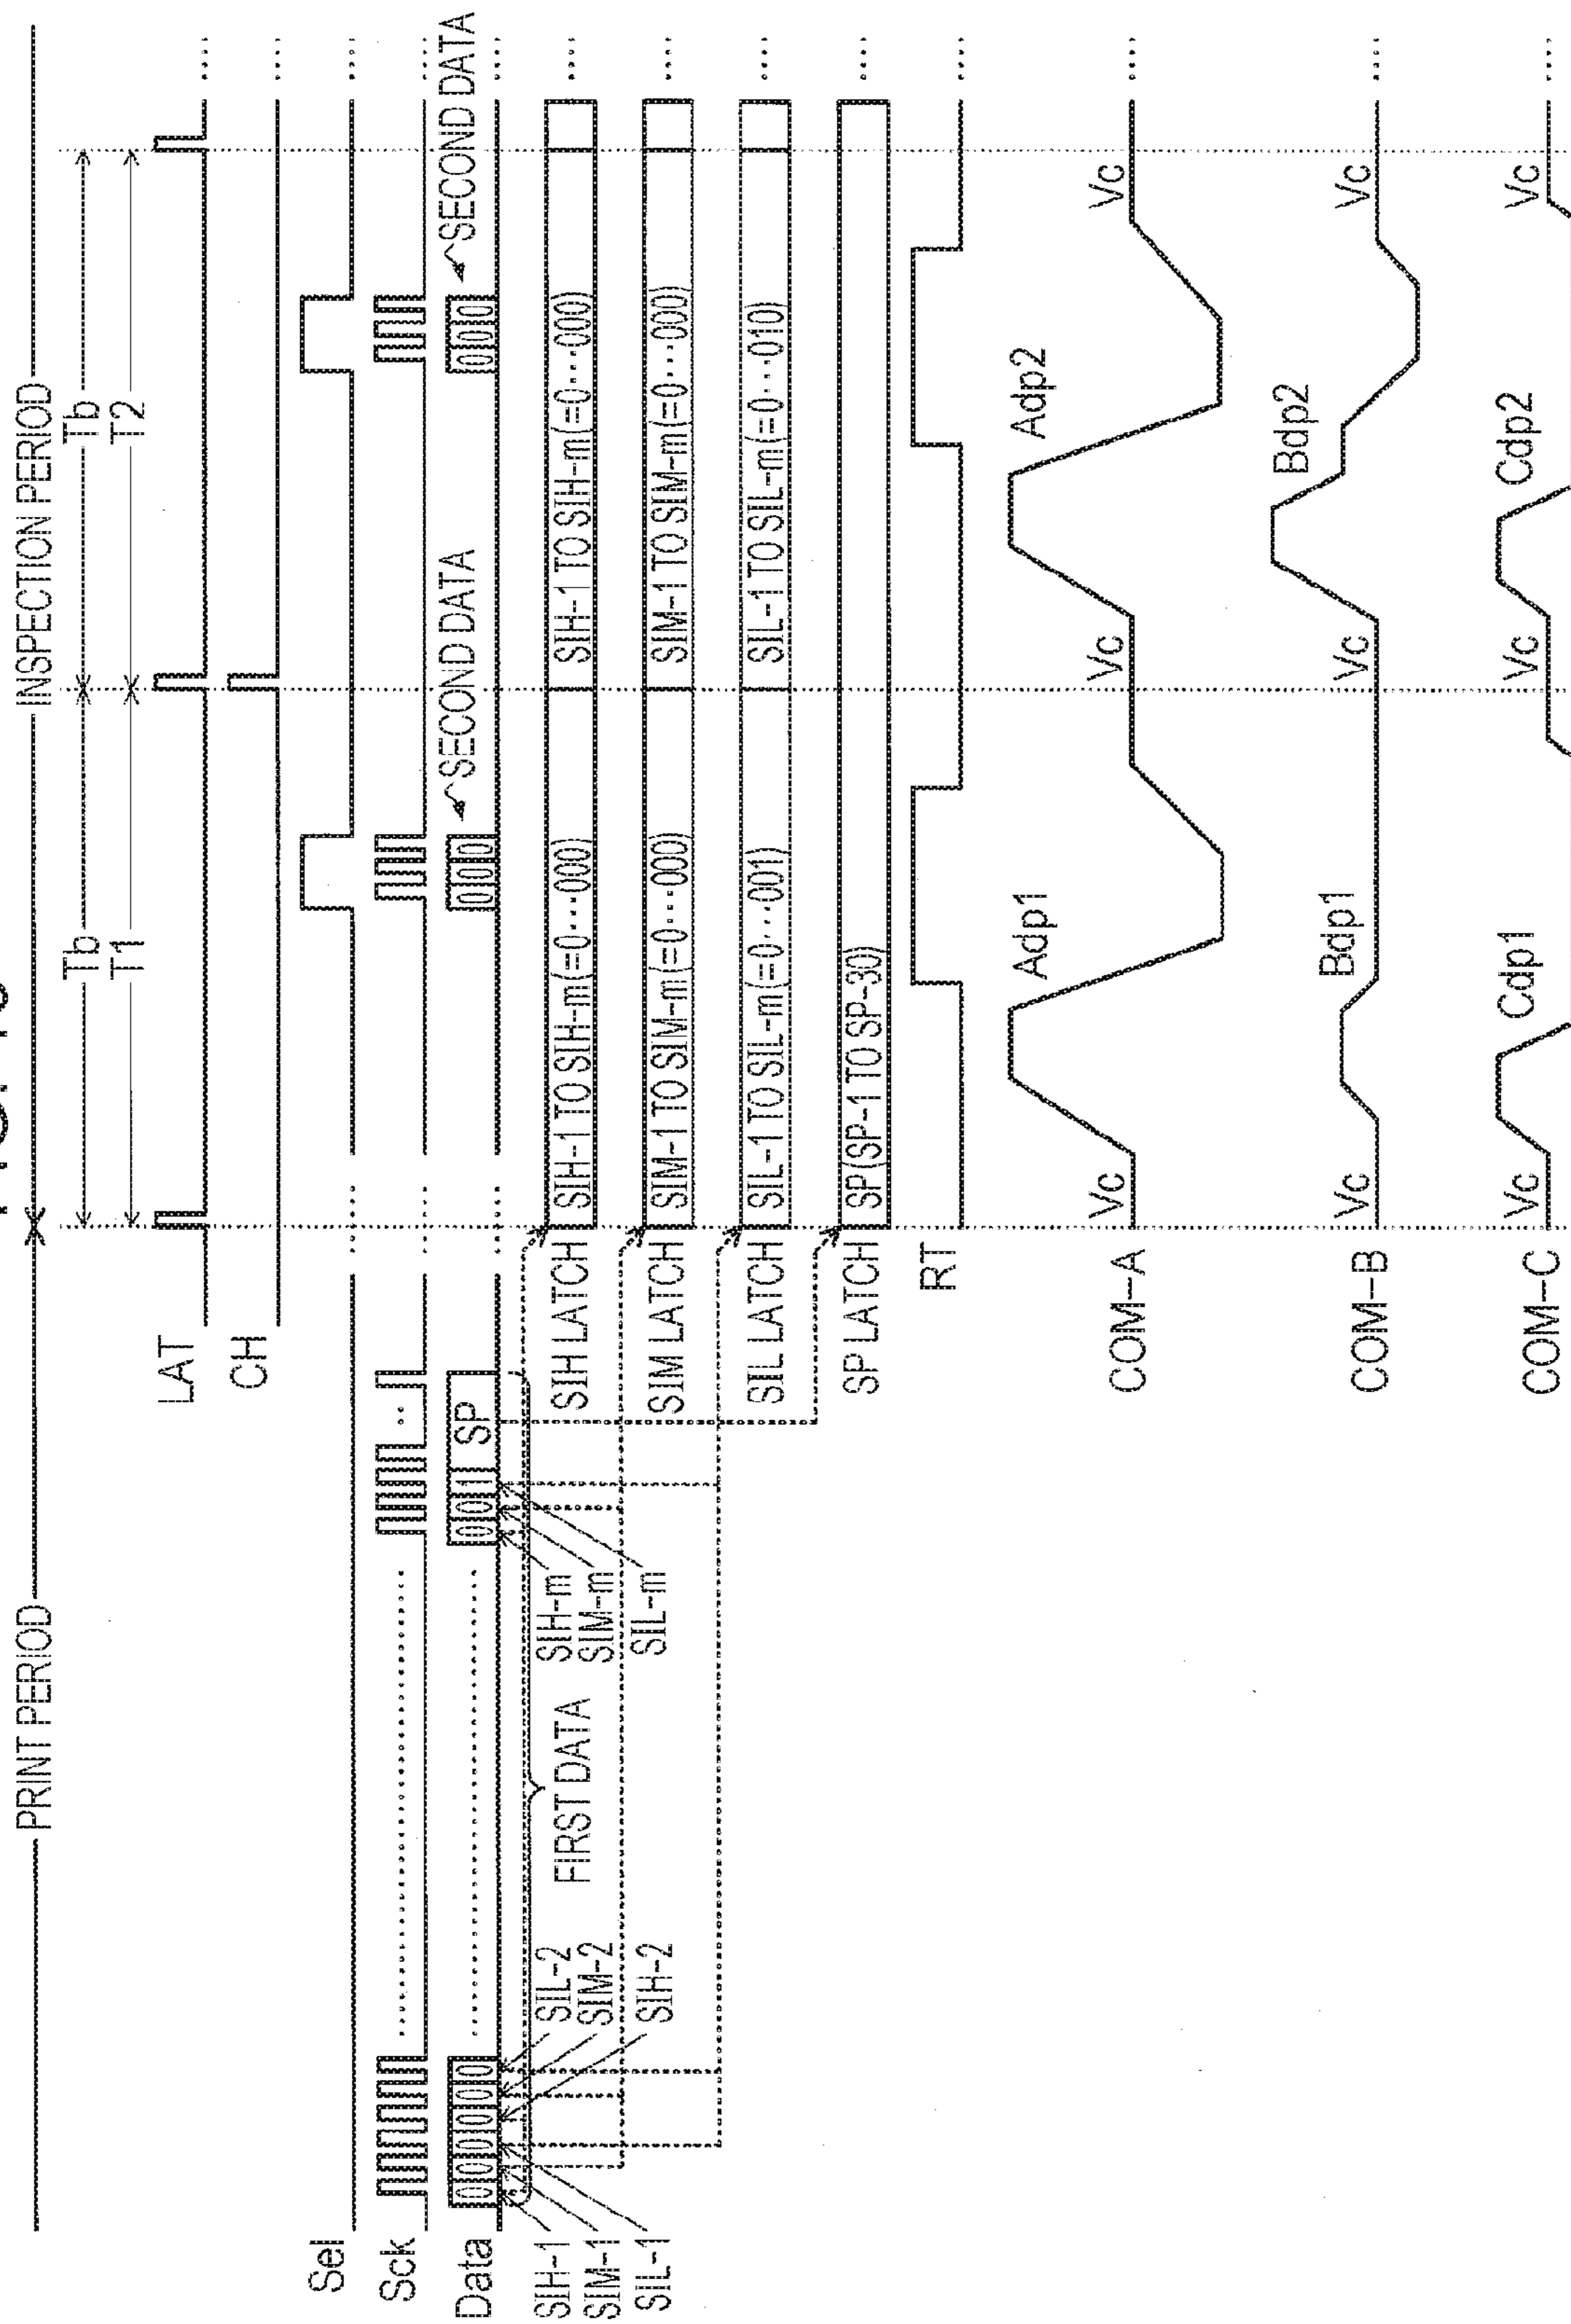 PRINT PERIOD
INSPECTION PERIOD
Tb
Tb
T1
T2
LAT
CH
Sel
Sck
Data
000000
001 SP
000
SECOND DATA
000
SECOND DATA
SIH-1
SIM-1
SIL-1
SIL-2
SIM-2
SIH-2
FIRST DATA
SIH-m
SIM-m
SIL-m
SIH LATCH
SIH-1 TO SIH-m(=0···000)
SIH-1 TO SIH-m(=0···000)
SIM LATCH
SIM-1 TO SIM-m(=0···000)
SIM-1 TO SIM-m(=0···000)
SIL LATCH
SIL-1 TO SIL-m(=0···001)
SIL-1 TO SIL-m(=0···010)
SP LATCH
SP(SP-1 TO SP-30)
RT
COM-A
Vc
Adp1
Vc
Adp2
Vc
COM-B
Vc
Bdp1
Vc
Bdp2
Vc
COM-C
Vc
Cdp1
Vc
Cdp2
Vc